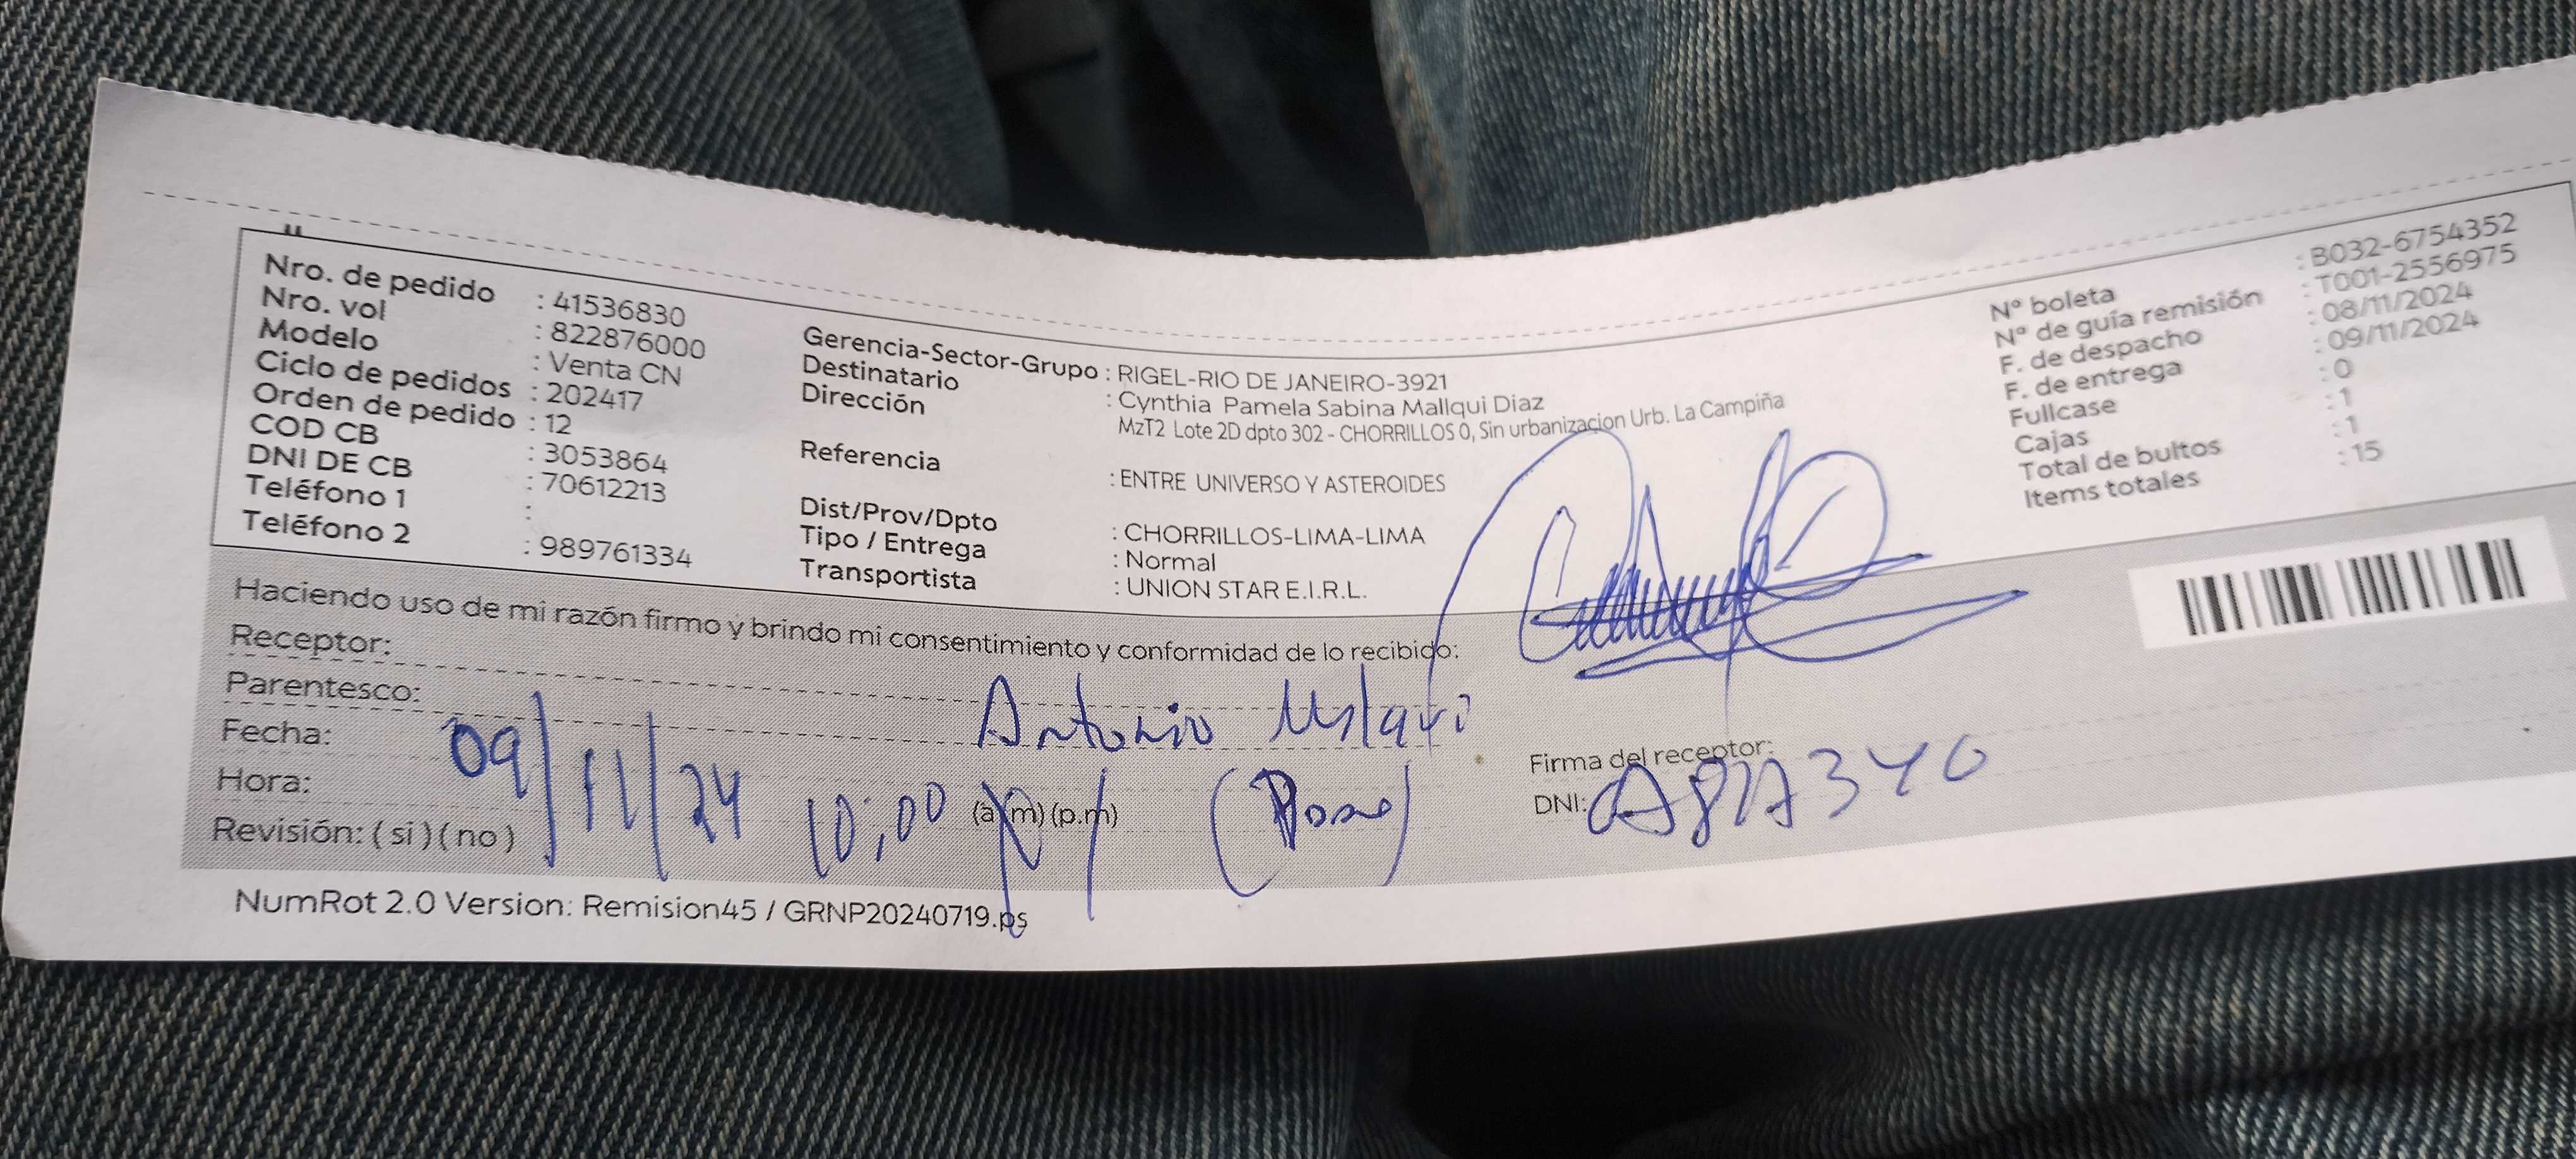 Nro. de pedido : 41536830
Nro. vol : 822876000
Modelo : Venta CN
Ciclo de pedidos : 202417
Orden de pedido : 12
COD CB : 3053864
DNI DE CB : 70612213
Teléfono 1 :
Teléfono 2 : 989761334
Gerencia-Sector-Grupo : RIGEL-RIO DE JANEIRO-3921
Destinatario : Cynthia Pamela Sabina Mallqui Diaz
Dirección MzT2 Lote 2D dpto 302 - CHORRILLOS 0, Sin urbanizacion Urb. La Campiña
Referencia : ENTRE UNIVERSO Y ASTEROIDES
Dist/Prov/Dpto : CHORRILLOS-LIMA-LIMA
Tipo / Entrega : Normal
Transportista : UNION STAR E.I.R.L.
N° boleta : B032-6754352
N° de guía remisión : T001-2556975
F. de despacho : 08/11/2024
F. de entrega : 09/11/2024
Fullcase : 0
Cajas : 1
Total de bultos : 1
Items totales : 15
Haciendo uso de mi razón firmo y brindo mi consentimiento y conformidad de lo recibido:
Receptor:
Parentesco: Antonio
Fecha: 09/11/24
Hora: 10:00 (a.m) (p.m)
Revisión: ( si ) ( no )
Firma del receptor:
DNI:
NumRot 2.0 Version: Remision45 / GRNP20240719.ps